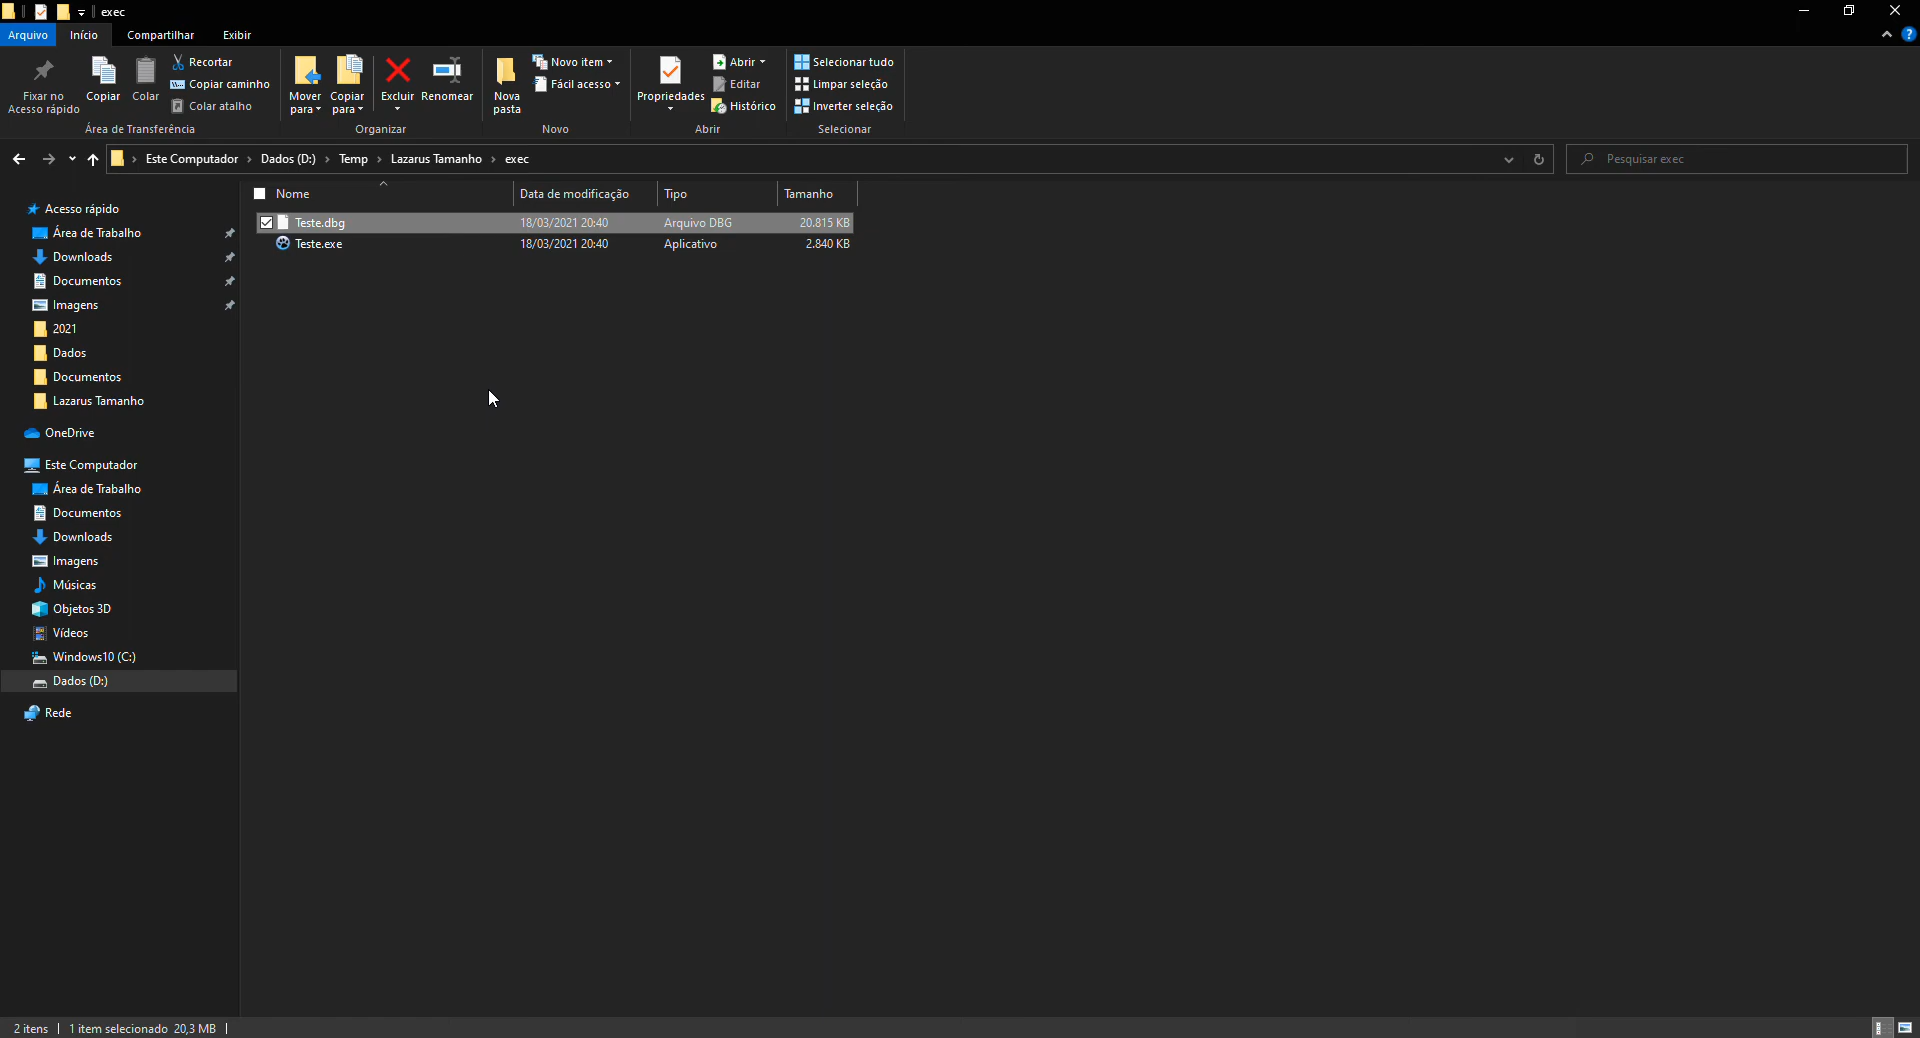 exec
Arquivo Início Compartilhar Exibir
Fixar no
Acesso rápido
Copiar
Colar
Recortar
Copiar caminho
Colar atalho
Área de Transferência
Mover
para
Copiar
para
Excluir
Renomear
Organizar
Nova
pasta
Novo item
Fácil acesso
Novo
Propriedades
Abrir
Editar
Histórico
Abrir
Selecionar tudo
Limpar seleção
Inverter seleção
Selecionar
Este Computador > Dados (D:) > Temp > Lazarus Tamanho > exec
Pesquisar exec
Nome Data de modificação Tipo Tamanho
Teste.dbg 18/03/2021 20:40 Arquivo DBG 20.815 KB
Teste.exe 18/03/2021 20:40 Aplicativo 2.840 KB
Acesso rápido
Área de Trabalho
Downloads
Documentos
Imagens
2021
Dados
Documentos
Lazarus Tamanho
OneDrive
Este Computador
Área de Trabalho
Documentos
Downloads
Imagens
Músicas
Objetos 3D
Vídeos
Windows10 (C:)
Dados (D:)
Rede
2 itens 1 item selecionado 20,3 MB